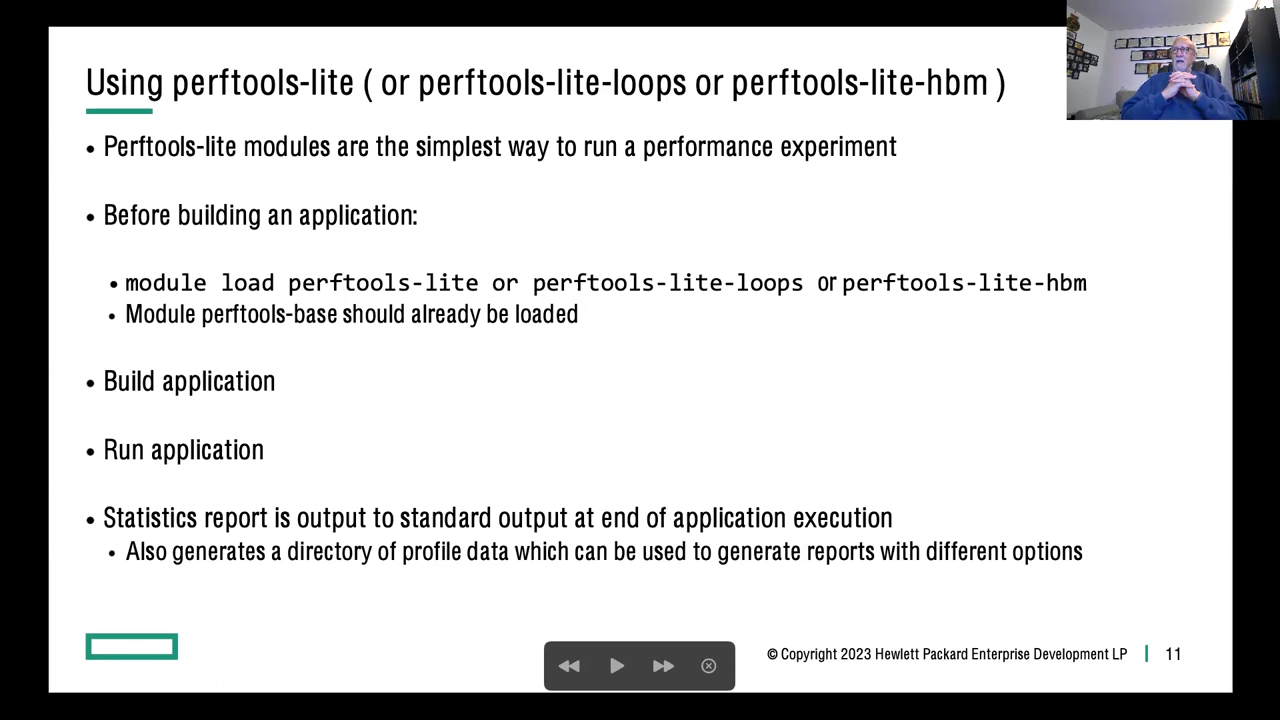 Using perftools-lite ( or perftools-lite-loops or perftools-lite-hbm )
• Perftools-lite modules are the simplest way to run a performance experiment
• Before building an application:
• module load perftools-lite or perftools-lite-loops or perftools-lite-hbm
• Module perftools-base should already be loaded
• Build application
• Run application
• Statistics report is output to standard output at end of application execution
• Also generates a directory of profile data which can be used to generate reports with different options
© Copyright 2023 Hewlett Packard Enterprise Development LP | 11